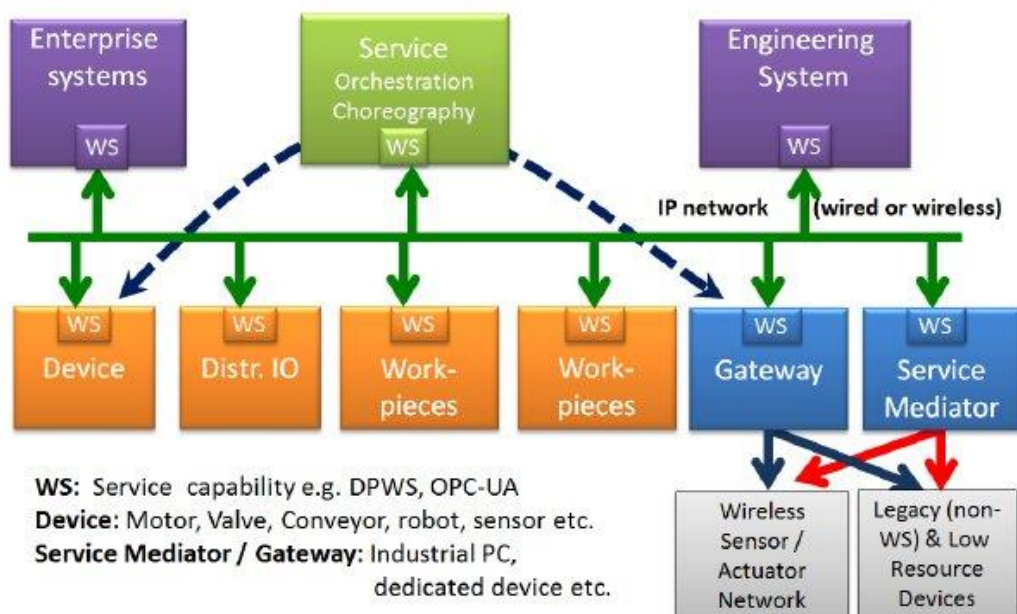 Enterprise
systems
WS
Service
Orchestration
Choreography
WS
Engineering
System
WS
IP network (wired or wireless)
WS
Device
WS
Distr. IO
WS
Work-
pieces
WS
Work-
pieces
WS
Gateway
WS
Service
Mediator
WS: Service capability e.g. DPWS, OPC-UA
Device: Motor, Valve, Conveyor, robot, sensor etc.
Service Mediator / Gateway: Industrial PC,
dedicated device etc.
Wireless
Sensor /
Actuator
Network
Legacy (non-
WS) & Low
Resource
Devices